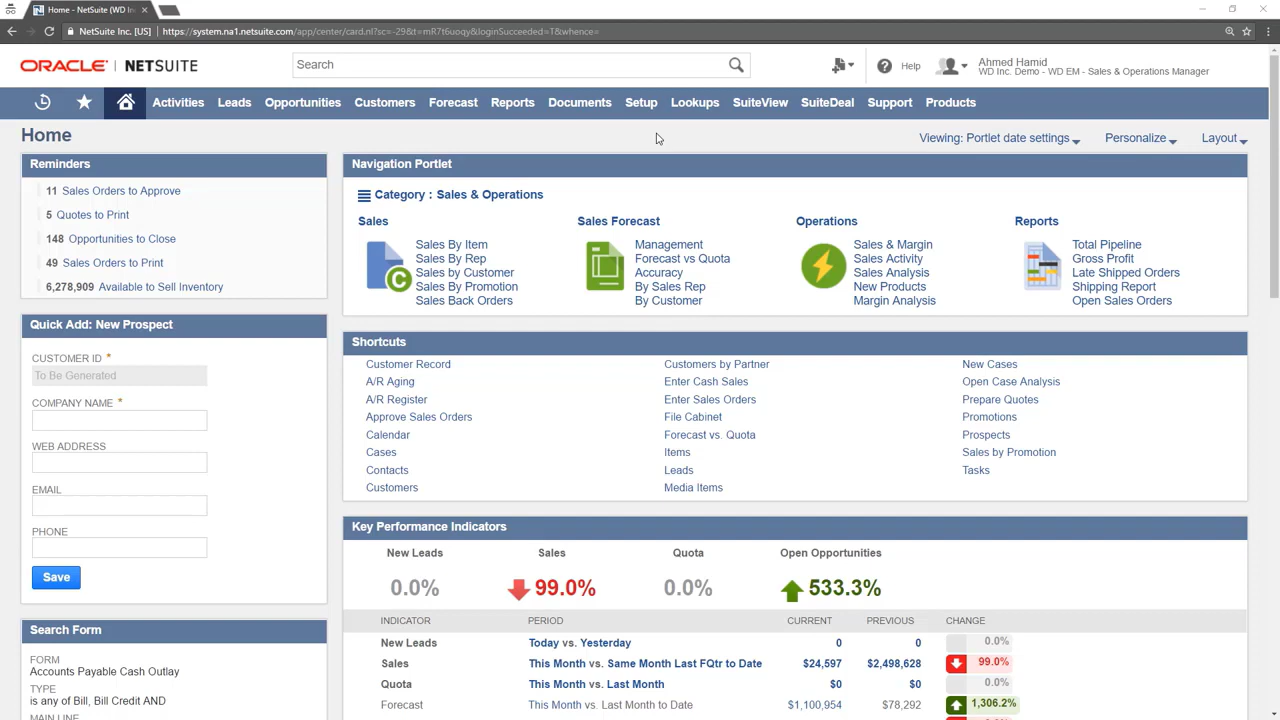 Home - NetSuite (WD Inc.
NetSuite Inc. [US] https://system.na1.netsuite.com/app/center/card.nl?sc=-29&t=mR7t6uoqy&loginSucceeded=T&whence=
ORACLE | NETSUITE
Search
Help
Ahmed Hamid
WD Inc. Demo - WD EM - Sales & Operations Manager
Activities Leads Opportunities Customers Forecast Reports Documents Setup Lookups SuiteView SuiteDeal Support Products
Home
Viewing: Portlet date settings Personalize Layout
Reminders
11 Sales Orders to Approve
5 Quotes to Print
148 Opportunities to Close
49 Sales Orders to Print
6,278,909 Available to Sell Inventory
Quick Add: New Prospect
CUSTOMER ID *
To Be Generated
COMPANY NAME *
WEB ADDRESS
EMAIL
PHONE
Save
Search Form
FORM
Accounts Payable Cash Outlay
TYPE
is any of Bill, Bill Credit AND
MAIN LINE
Navigation Portlet
Category : Sales & Operations
Sales
Sales By Item
Sales By Rep
Sales by Customer
Sales By Promotion
Sales Back Orders
Sales Forecast
Management
Forecast vs Quota
Accuracy
By Sales Rep
By Customer
Operations
Sales & Margin
Sales Activity
Sales Analysis
New Products
Margin Analysis
Reports
Total Pipeline
Gross Profit
Late Shipped Orders
Shipping Report
Open Sales Orders
Shortcuts
Customer Record
A/R Aging
A/R Register
Approve Sales Orders
Calendar
Cases
Contacts
Customers
Customers by Partner
Enter Cash Sales
Enter Sales Orders
File Cabinet
Forecast vs. Quota
Items
Leads
Media Items
New Cases
Open Case Analysis
Prepare Quotes
Promotions
Prospects
Sales by Promotion
Tasks
Key Performance Indicators
New Leads Sales Quota Open Opportunities
0.0% 99.0% 0.0% 533.3%
INDICATOR PERIOD CURRENT PREVIOUS CHANGE
New Leads Today vs. Yesterday 0 0 0.0%
Sales This Month vs. Same Month Last FQtr to Date $24,597 $2,498,628 99.0%
Quota This Month vs. Last Month $0 $0 0.0%
Forecast This Month vs. Last Month to Date $1,100,954 $78,292 1,306.2%